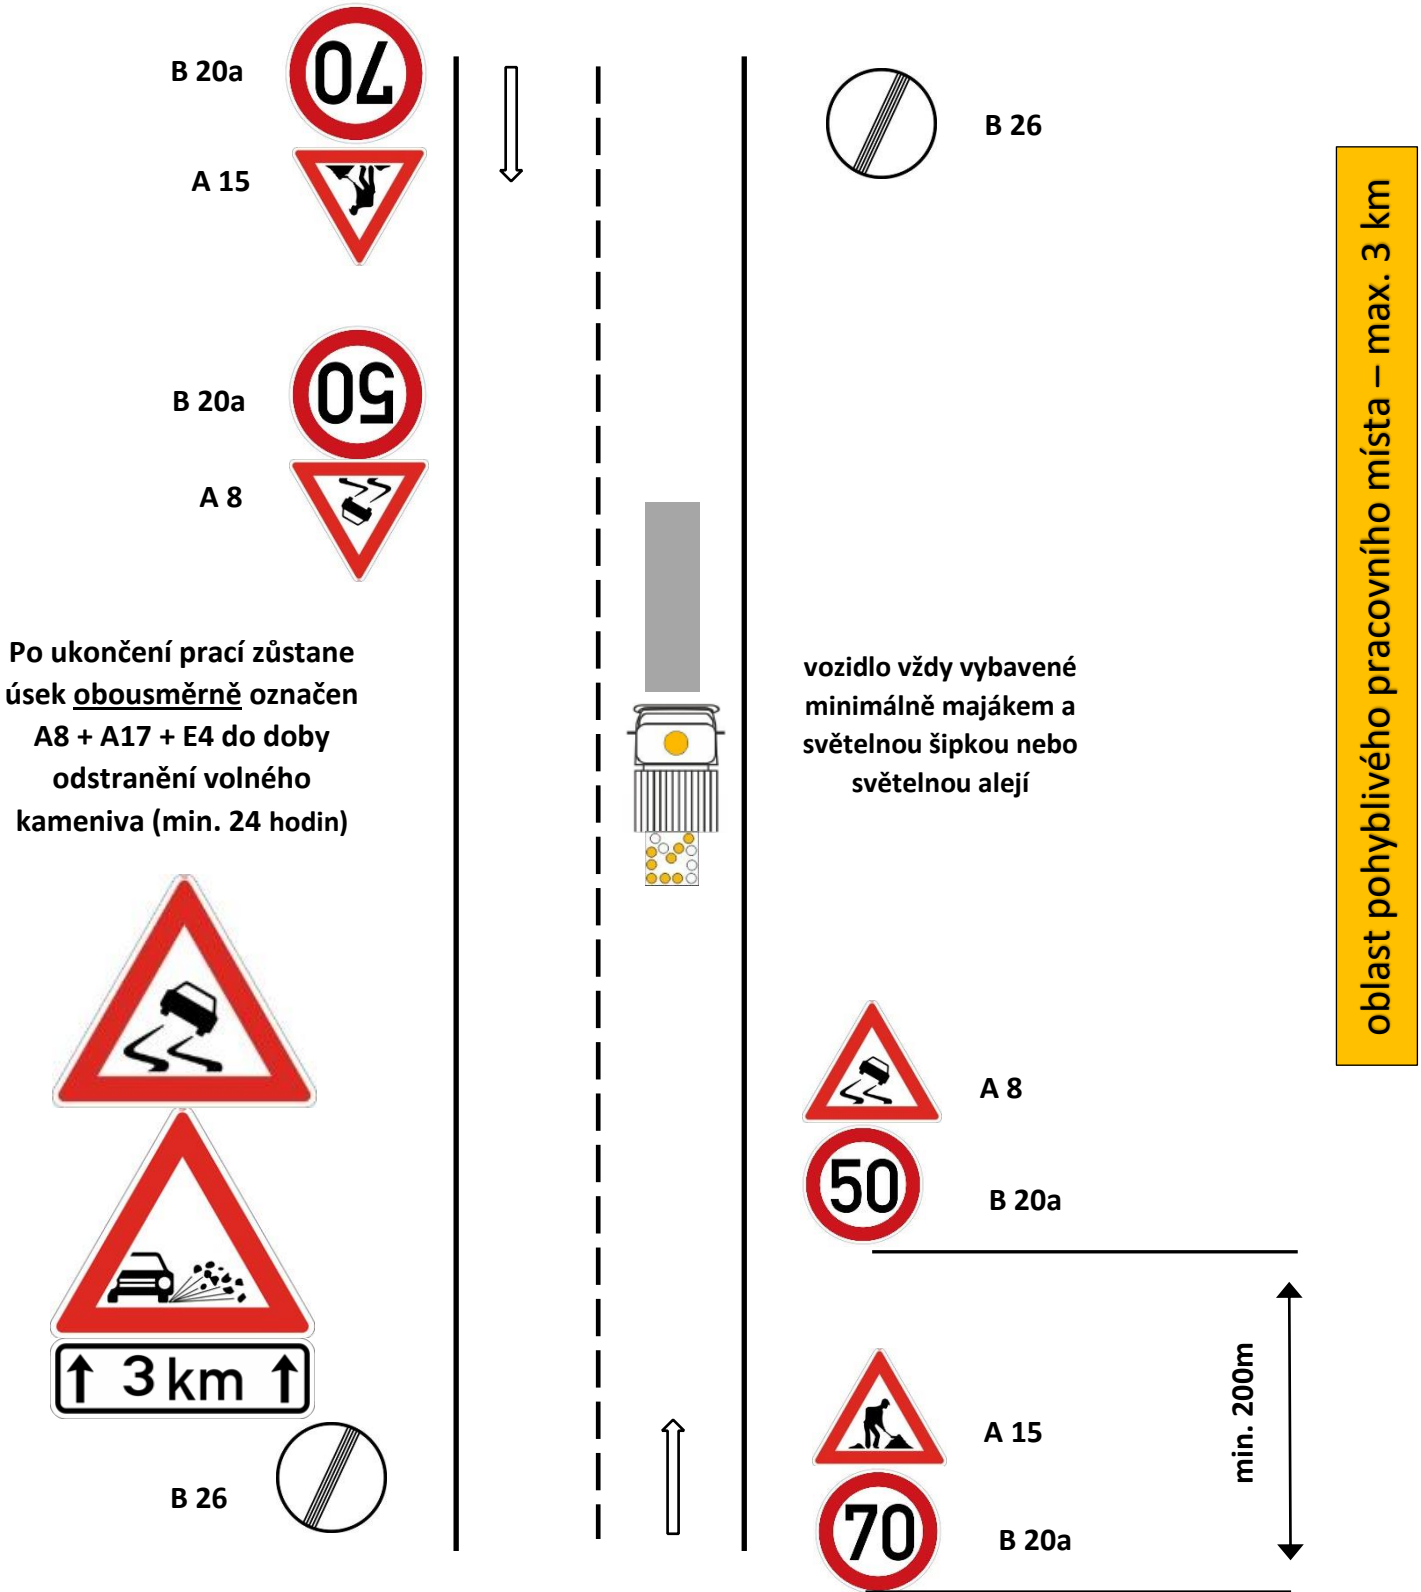 70
B 20a
A 15
B 26
50
B 20a
A 8
oblast pohyblivého pracovního místa – max. 3 km
Po ukončení prací zůstane
úsek obousměrně označen
A8 + A17 + E4 do doby
odstranění volného
kameniva (min. 24 hodin)
vozidlo vždy vybavené
minimálně majákem a
světelnou šipkou nebo
světelnou alejí
A 8
50
B 20a
3 km
min. 200m
A 15
B 26
70
B 20a